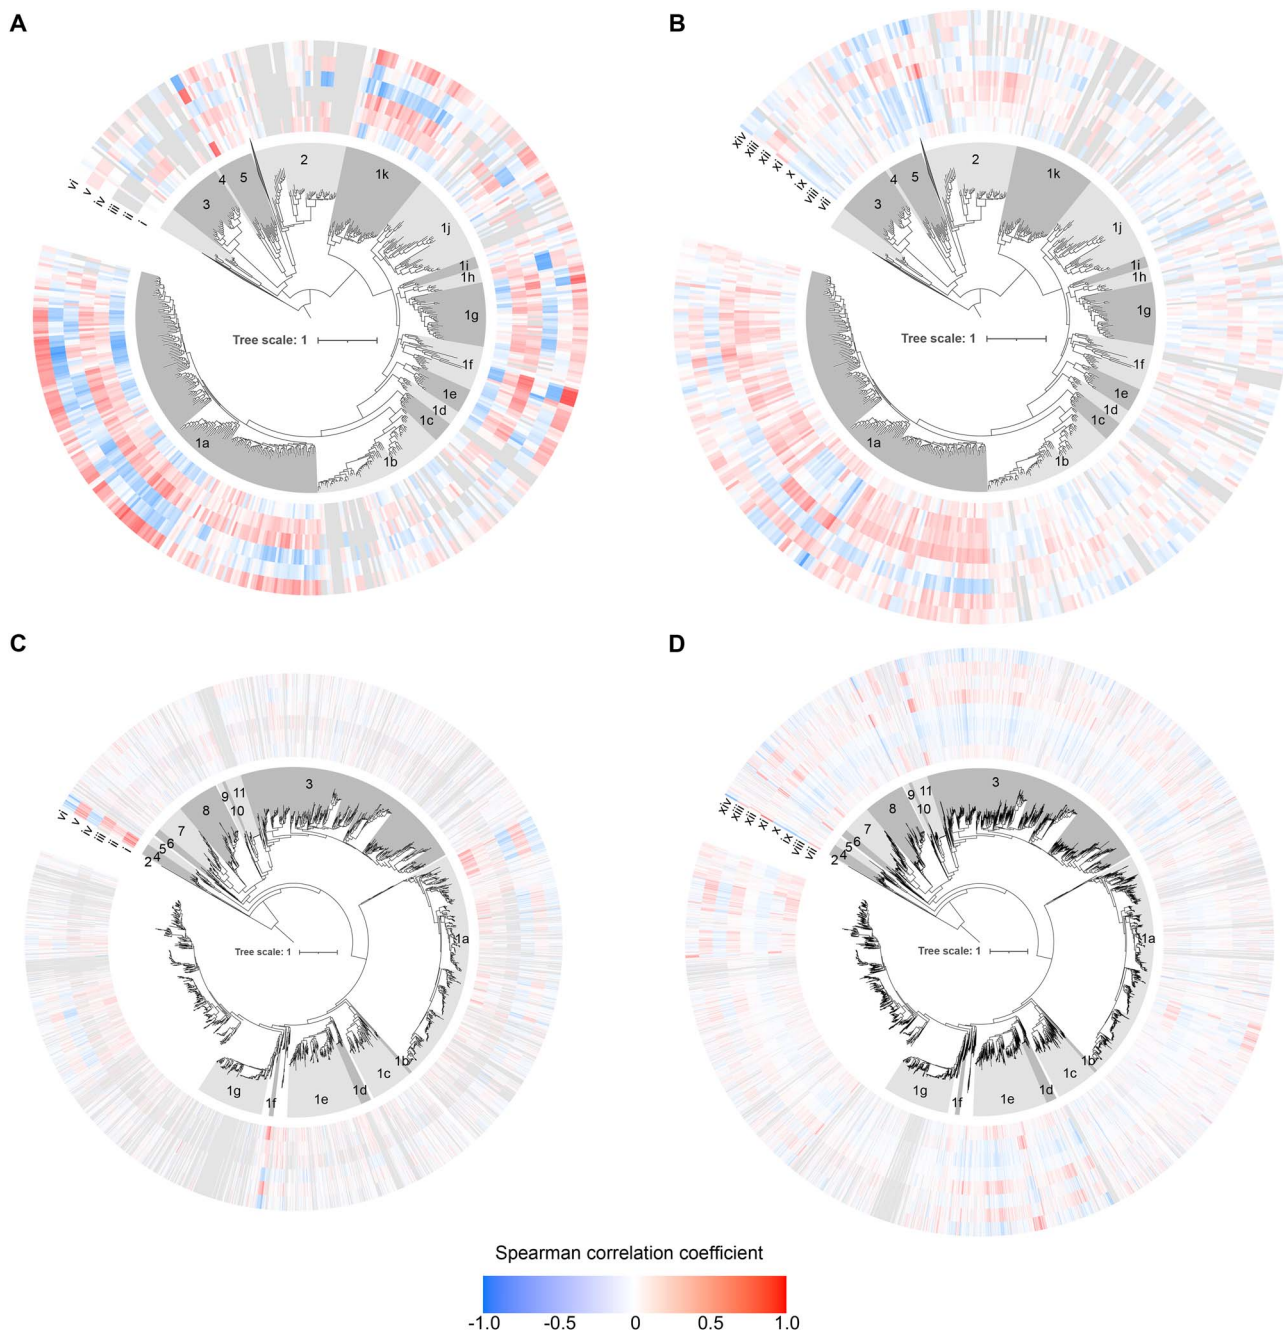 A
B
vi
v
iv
iii
ii
i
3
4
5
2
1k
1j
1i
1h
1g
1f
1e
1d
1c
1b
1a
Tree scale: 1
xiv
xiii
xii
xi
x
ix
viii
vii
3
4
5
2
1k
1j
1i
1h
1g
1f
1e
1d
1c
1b
1a
Tree scale: 1
C
D
vi
v
iv
iii
ii
i
2
4
5
6
7
8
9
10
11
3
1a
1b
1c
1d
1e
1f
1g
Tree scale: 1
xiv
xiii
xii
xi
x
ix
viii
vii
2
4
5
6
7
8
9
10
11
3
1a
1b
1c
1d
1e
1f
1g
Tree scale: 1
Spearman correlation coefficient
-1.0 -0.5 0 0.5 1.0